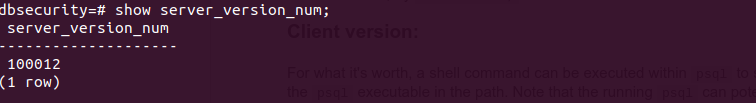 dbsecurity=# show server_version_num;
server_version_num
--------------------
100012
(1 row)
Client version:
For what it's worth, a shell command can be executed within psql to
the psql executable in the path. Note that the running psql can